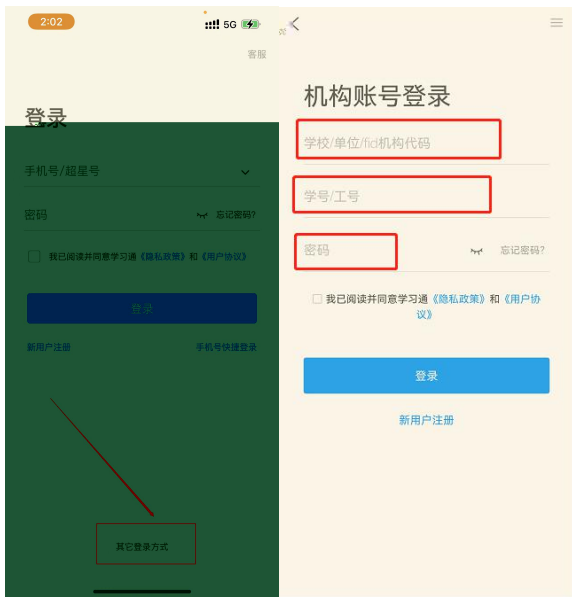 2:02
5G
客服
登录
手机号/超星号
密码
忘记密码?
我已阅读并同意学习通《隐私政策》和《用户协议》
登录
新用户注册
手机号快捷登录
其它登录方式
机构账号登录
学校/单位/fid机构代码
学号/工号
密码
忘记密码?
我已阅读并同意学习通《隐私政策》和《用户协
议》
登录
新用户注册